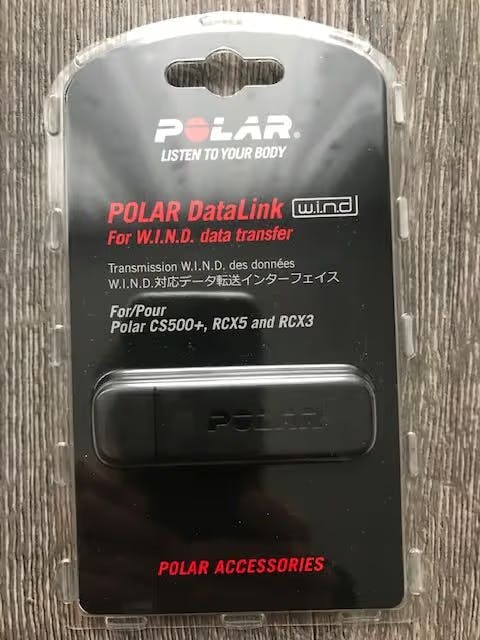 POLAR®
LISTEN TO YOUR BODY
POLAR DataLink w.i.n.d
For W.I.N.D. data transfer
Transmission W.I.N.D. des données
W.I.N.D.対応データ転送インターフェイス
For/Pour
Polar CS500+, RCX5 and RCX3
POLAR
POLAR ACCESSORIES